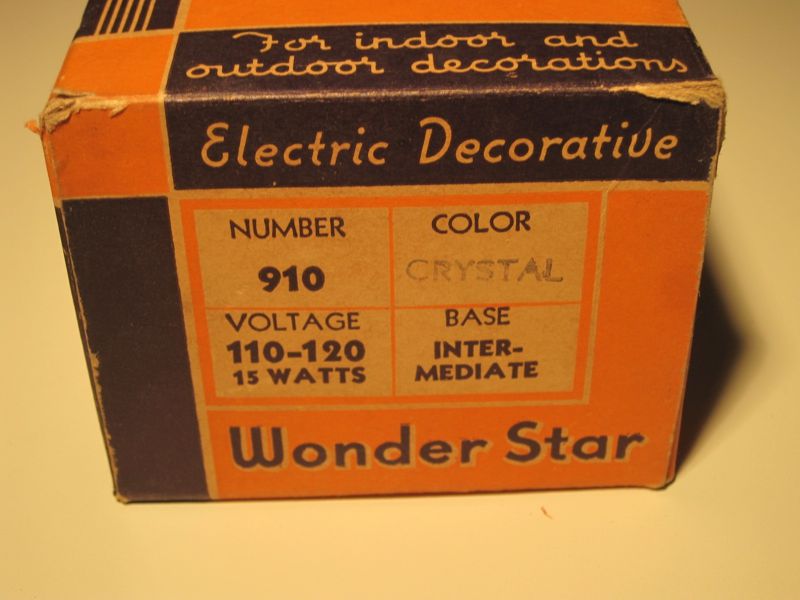 For indoor and
outdoor decorations
Electric Decorative
NUMBER
910
COLOR
CRYSTAL
VOLTAGE
110-120
15 WATTS
BASE
INTER-
MEDIATE
Wonder Star